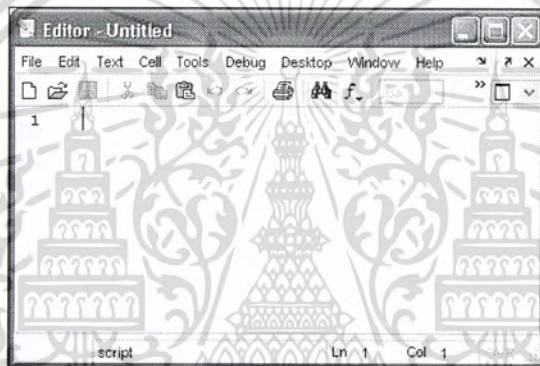 Editor - Untitled
File Edit Text Cell Tools Debug Desktop Window Help
1
script Ln 1 Col 1